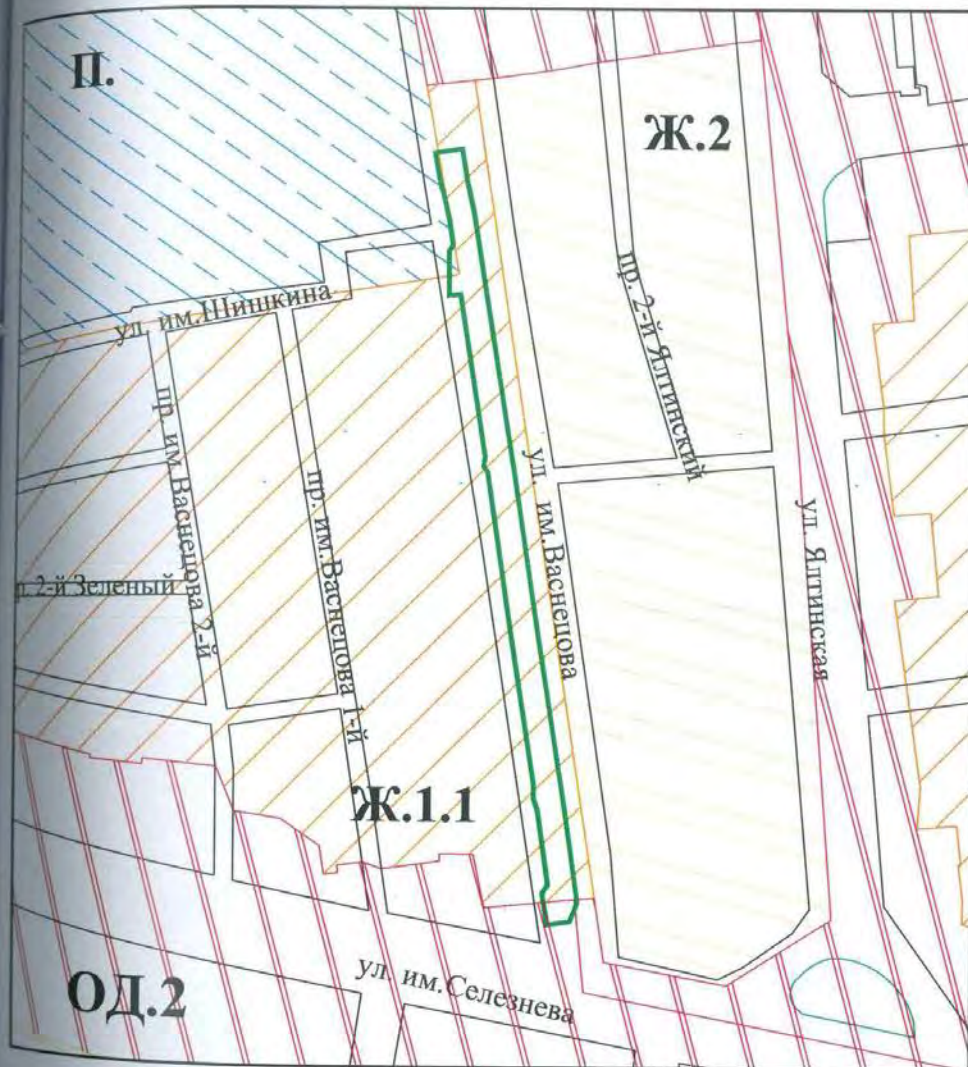 П.
Ж.2
ул. им.Шишкина
пр. 2-й Ялтинский
пр. им.Васнецова 2-й
пр. им.Васнецова 1-й
2-й Зеленый
ул. им.Васнецова
ул. Ялтинская
Ж.1.1
ОД.2
ул. им.Селезнева